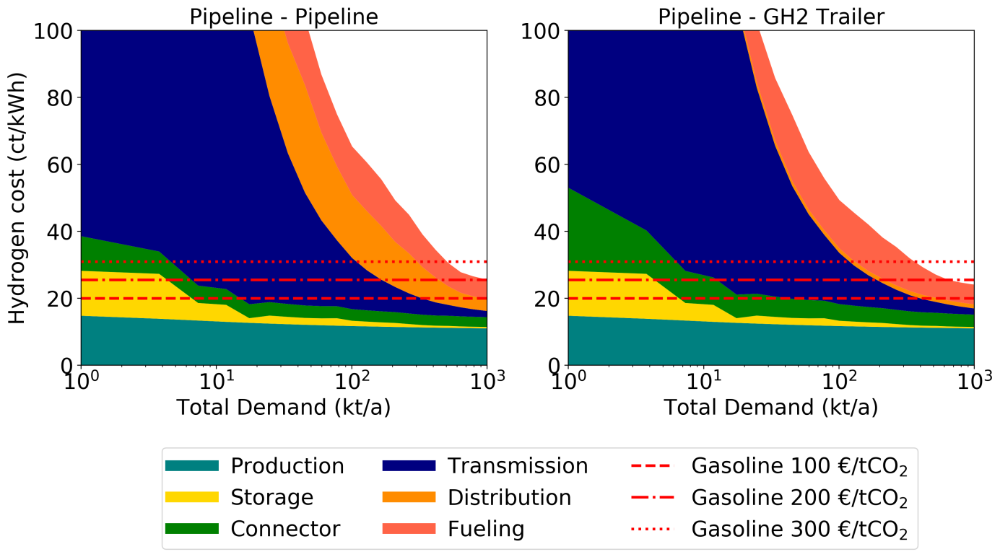 Pipeline - Pipeline
Pipeline - GH2 Trailer
Hydrogen cost (ct/kWh)
100
80
60
40
20
0
10⁰
10¹
10²
10³
Total Demand (kt/a)
100
80
60
40
20
0
10⁰
10¹
10²
10³
Total Demand (kt/a)
Production
Storage
Connector
Transmission
Distribution
Fueling
Gasoline 100 €/tCO₂
Gasoline 200 €/tCO₂
Gasoline 300 €/tCO₂